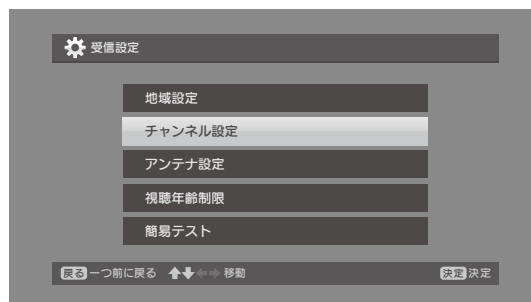 受信設定
地域設定
チャンネル設定
アンテナ設定
視聴年齢制限
簡易テスト
戻る 一つ前に戻る 移動 決定 決定